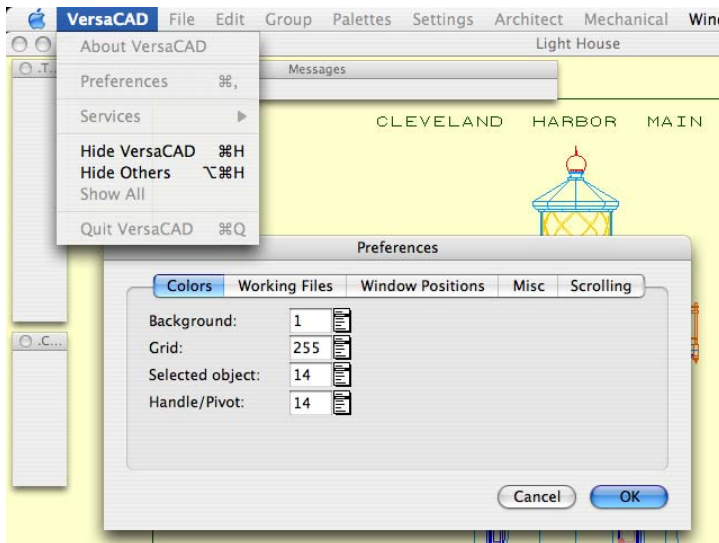 VersaCAD File Edit Group Palettes Settings Architect Mechanical Wind
Light House
About VersaCAD
Preferences ⌘,
Services
Hide VersaCAD ⌘H
Hide Others ⌥⌘H
Show All
Quit VersaCAD ⌘Q
.T...
Messages
CLEVELAND HARBOR MAIN
.C...
Preferences
Colors Working Files Window Positions Misc Scrolling
Background: 1
Grid: 255
Selected object: 14
Handle/Pivot: 14
Cancel OK